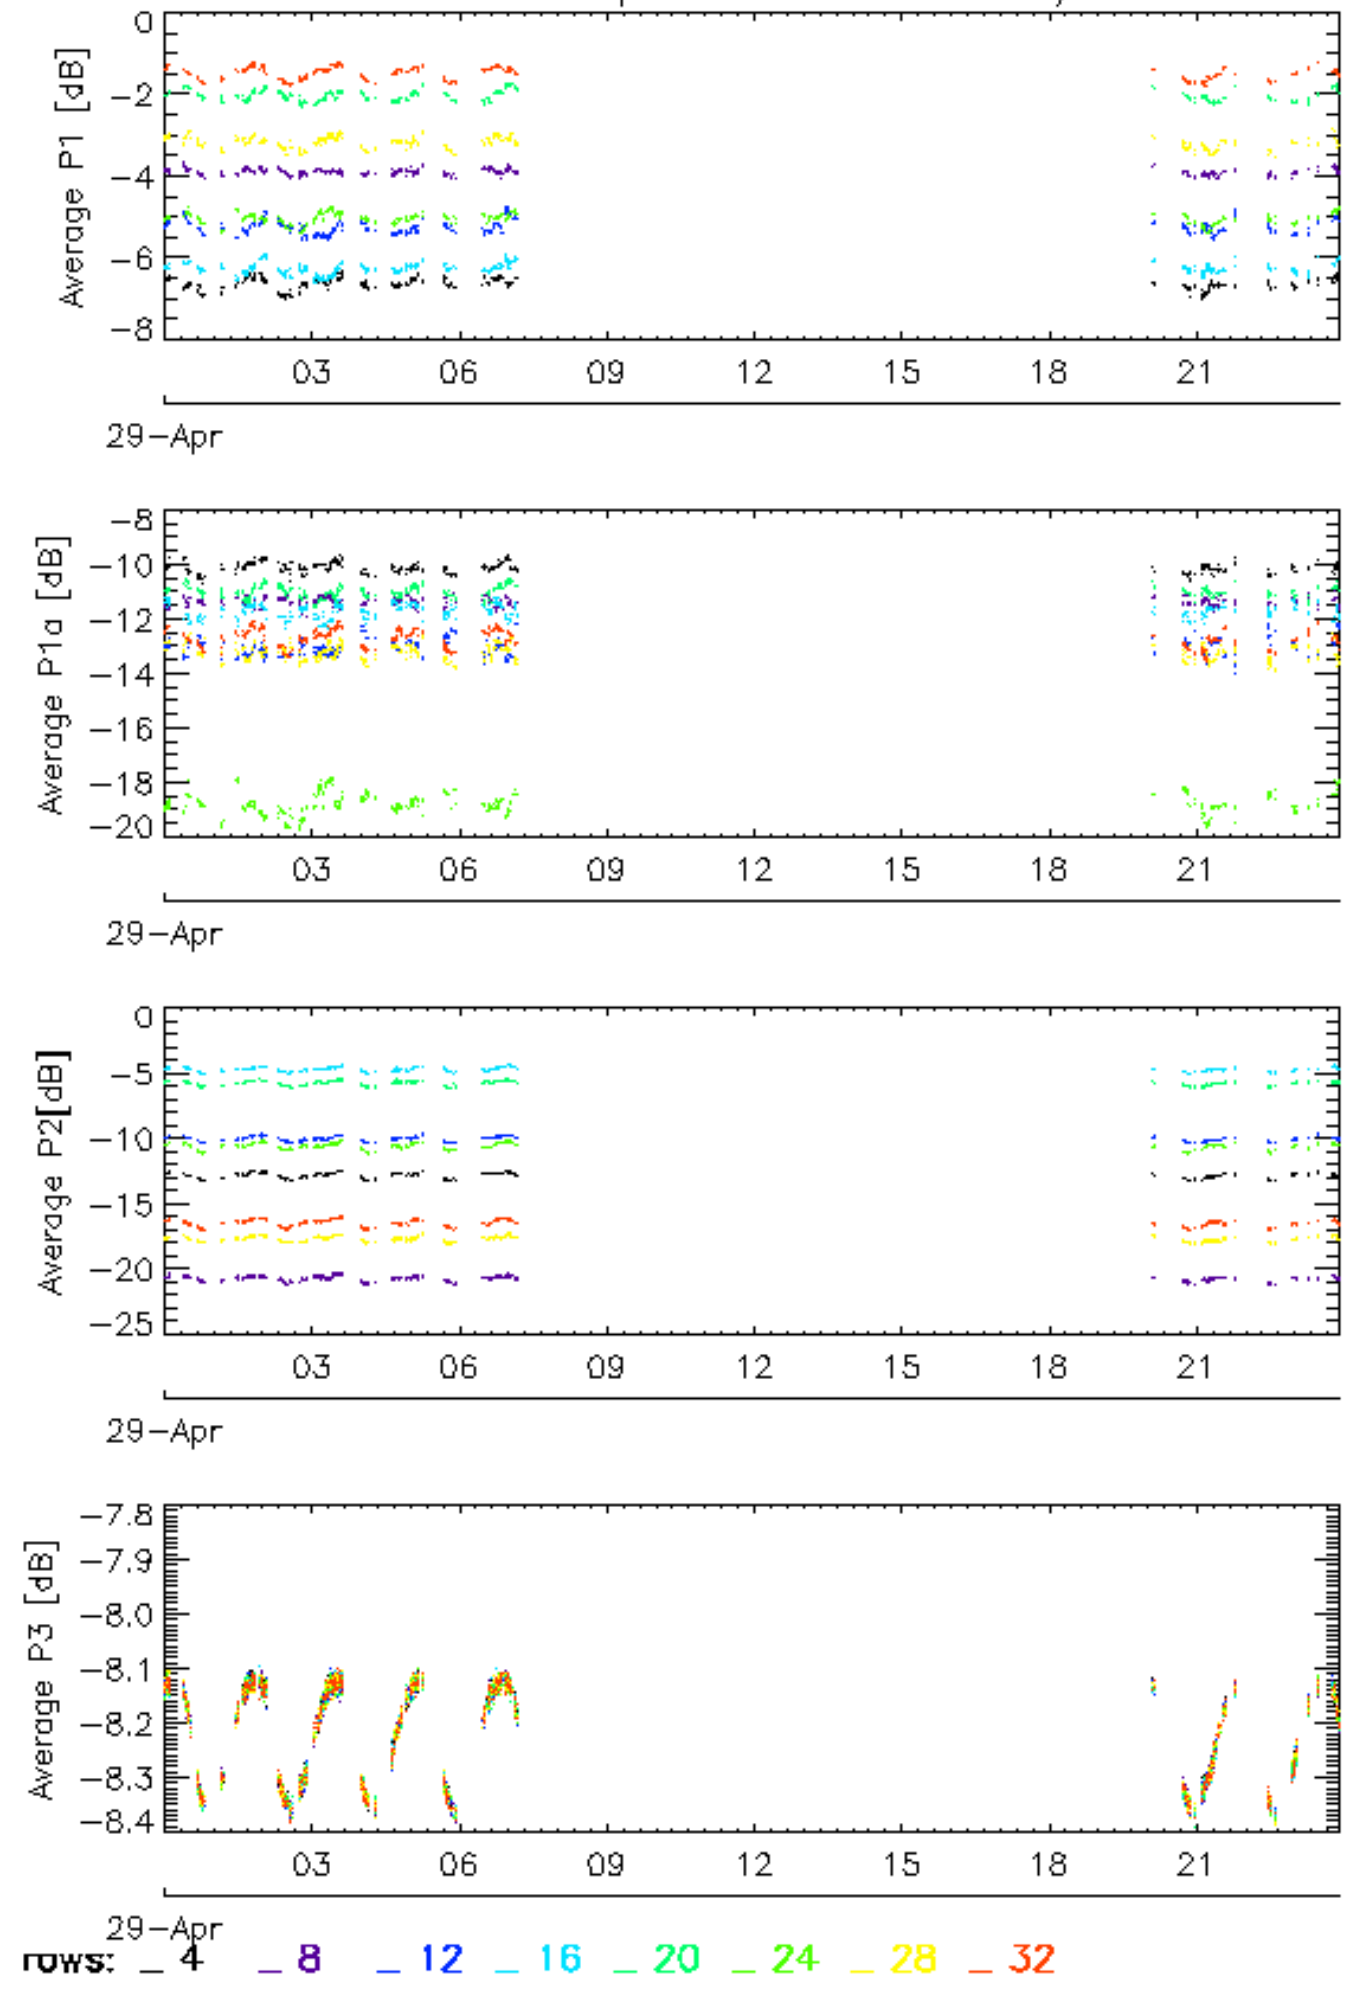 0
-2
-4
-6
-8
Average P1 [dB]
03 06 09 12 15 18 21
29-Apr
-8
-10
-12
-14
-16
-18
-20
Average P1a [dB]
03 06 09 12 15 18 21
29-Apr
0
-5
-10
-15
-20
-25
Average P2[dB]
03 06 09 12 15 18 21
29-Apr
-7.8
-7.9
-8.0
-8.1
-8.2
-8.3
-8.4
Average P3 [dB]
03 06 09 12 15 18 21
29-Apr
rows: _ 4 _ 8 _ 12 _ 16 _ 20 _ 24 _ 28 _ 32